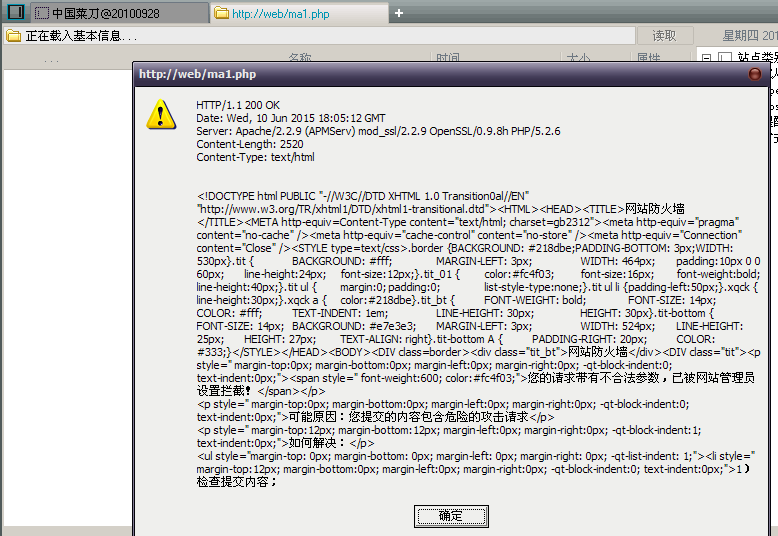 中国菜刀@20100928
http://web/ma1.php
正在载入基本信息...
读取
星期四 201
...
名称
时间
大小
属性
站点类别
http://web/ma1.php
HTTP/1.1 200 OK
Date: Wed, 10 Jun 2015 18:05:12 GMT
Server: Apache/2.2.9 (APMServ) mod_ssl/2.2.9 OpenSSL/0.9.8h PHP/5.2.6
Content-Length: 2520
Content-Type: text/html
<!DOCTYPE html PUBLIC "-//W3C//DTD XHTML 1.0 Transition0al//EN"
"http://www.w3.org/TR/xhtml1/DTD/xhtml1-transitional.dtd"><HTML><HEAD><TITLE>网站防火墙
</TITLE><META http-equiv=Content-Type content="text/html; charset=gb2312"><meta http-equiv="pragma"
content="no-cache" /><meta http-equiv="cache-control" content="no-store" /><meta http-equiv="Connection"
content="Close" /><STYLE type=text/css>.border {BACKGROUND: #218dbe;PADDING-BOTTOM: 3px;WIDTH:
530px}.tit { BACKGROUND: #fff; MARGIN-LEFT: 3px; WIDTH: 464px; padding:10px 0 0
60px; line-height:24px; font-size:12px;}.tit_01 { color:#fc4f03; font-size:16px; font-weight:bold;
line-height:40px;}.tit ul { margin:0; padding:0; list-style-type:none;}.tit ul li {padding-left:50px;}.xqck {
line-height:30px;}.xqck a { color:#218dbe}.tit_bt { FONT-WEIGHT: bold; FONT-SIZE: 14px;
COLOR: #fff; TEXT-INDENT: 1em; LINE-HEIGHT: 30px; HEIGHT: 30px}.tit-bottom {
FONT-SIZE: 14px; BACKGROUND: #e7e3e3; MARGIN-LEFT: 3px; WIDTH: 524px; LINE-HEIGHT:
25px; HEIGHT: 27px; TEXT-ALIGN: right}.tit-bottom A { PADDING-RIGHT: 20px; COLOR:
#333;}</STYLE></HEAD><BODY><DIV class=border><div class="tit_bt">网站防火墙</div><DIV class="tit"><p
style=" margin-top:0px; margin-bottom:0px; margin-left:0px; margin-right:0px; -qt-block-indent:0;
text-indent:0px;"><span style=" font-weight:600; color:#fc4f03;">您的请求带有不合法参数，已被网站管理员
设置拦截！</span></p>
<p style=" margin-top:0px; margin-bottom:0px; margin-left:0px; margin-right:0px; -qt-block-indent:0;
text-indent:0px;">可能原因：您提交的内容包含危险的攻击请求</p>
<p style=" margin-top:12px; margin-bottom:12px; margin-left:0px; margin-right:0px; -qt-block-indent:1;
text-indent:0px;">如何解决：</p>
<ul style="margin-top: 0px; margin-bottom: 0px; margin-left: 0px; margin-right: 0px; -qt-list-indent: 1;"><li style="
margin-top:12px; margin-bottom:0px; margin-left:0px; margin-right:0px; -qt-block-indent:0; text-indent:0px;">1）
检查提交内容；
确定